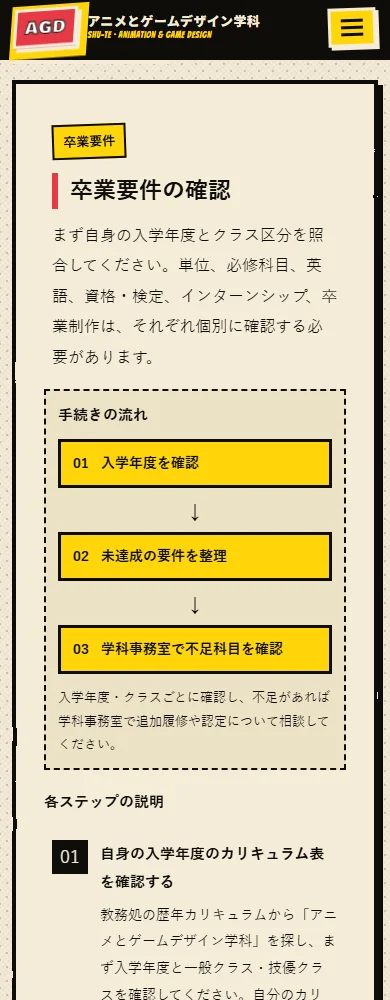 AGD
アニメとゲームデザイン学科
SHU-TE・ANIMATION & GAME DESIGN
卒業要件
卒業要件の確認
まず自身の入学年度とクラス区分を照
合してください。単位、必修科目、英
語、資格・検定、インターンシップ、卒
業制作は、それぞれ個別に確認する必
要があります。
手続きの流れ
01 入学年度を確認
↓
02 未達成の要件を整理
↓
03 学科事務室で不足科目を確認
入学年度・クラスごとに確認し、不足があれば
学科事務室で追加履修や認定について相談して
ください。
各ステップの説明
01 自身の入学年度のカリキュラム表
を確認する
教務処の歴年カリキュラムから「アニ
メとゲームデザイン学科」を探し、ま
ず入学年度と一般クラス・技優クラ
スを確認してください。自分のカリ